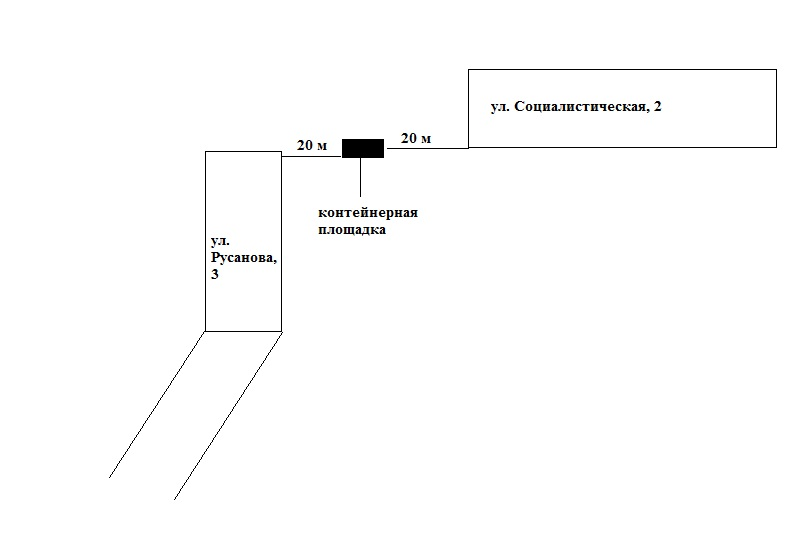 ул. Социалистическая, 2
20 м
20 м
контейнерная
площадка
ул.
Русанова,
3